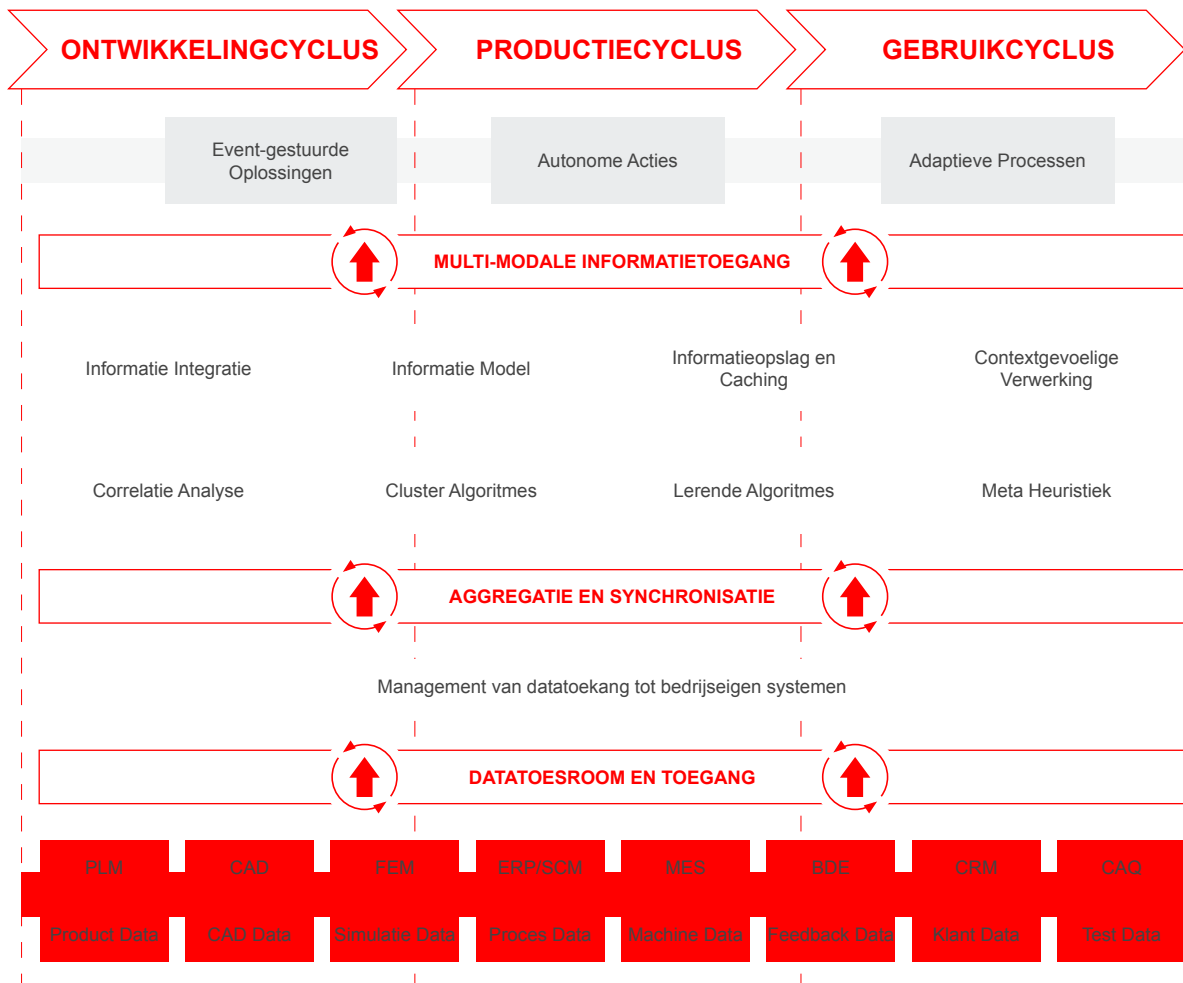 ONTWIKKELINGCYCLUS
PRODUCTIECYCLUS
GEBRUIKCYCLUS
Event-gestuurde
Oplossingen
Autonome Acties
Adaptieve Processen
MULTI-MODALE INFORMATIETOEGANG
Informatie Integratie
Informatie Model
Informatieopslag en
Caching
Contextgevoelige
Verwerking
Correlatie Analyse
Cluster Algoritmes
Lerende Algoritmes
Meta Heuristiek
AGGREGATIE EN SYNCHRONISATIE
Management van datatoekang tot bedrijseigen systemen
DATATOESROOM EN TOEGANG
PLM
CAD
FEM
ERP/SCM
MES
BDE
CRM
CAQ
Product Data
CAD Data
Simulatie Data
Proces Data
Machine Data
Feedback Data
Klant Data
Test Data